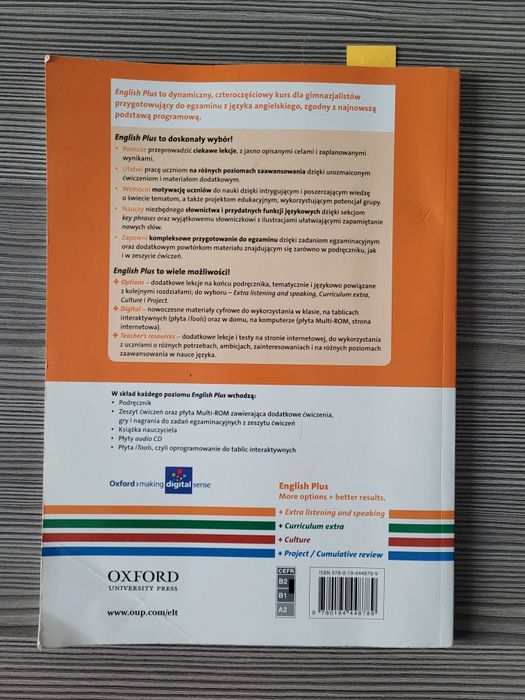 English Plus to dynamiczny, czteroczęściowy kurs dla gimnazjalistów
przygotowujący do egzaminu z języka angielskiego, zgodny z najnowszą
podstawą programową.
English Plus to doskonały wybór!
• Pomoże przeprowadzić ciekawe lekcje, z jasno opisanymi celami i zaplanowanymi
wynikami.
• Ułatwi pracę uczniom na różnych poziomach zaawansowania dzięki urozmaiconym
ćwiczeniom i materiałom dodatkowym.
• Wzmocni motywację uczniów do nauki dzięki intrygującym i poszerzającym wiedzę
o świecie tematom, a także projektom edukacyjnym, wykorzystującym potencjał grupy.
• Nauczy niezbędnego słownictwa i przydatnych funkcji językowych dzięki sekcjom
key phrases oraz wyjątkowemu słowniczkowi z ilustracjami ułatwiającymi zapamiętanie
nowych słów.
• Zapewni kompleksowe przygotowanie do egzaminu dzięki zadaniom egzaminacyjnym
oraz dodatkowym powtórkom materiału znajdującym się zarówno w podręczniku, jak
i w zeszycie ćwiczeń.
English Plus to wiele możliwości!
+ Options – dodatkowe lekcje na końcu podręcznika, tematycznie i językowo powiązane
z kolejnymi rozdziałami; do wyboru – Extra listening and speaking, Curriculum extra,
Culture i Project.
+ Digital – nowoczesne materiały cyfrowe do wykorzystania w klasie, na tablicach
interaktywnych (płyta iTools) oraz w domu, na komputerze (płyta Multi-ROM, strona
internetowa).
+ Teacher's resources – dodatkowe lekcje i testy na stronie internetowej, do wykorzystania
z uczniami o różnych potrzebach, ambicjach, zainteresowaniach i na różnych poziomach
zaawansowania w nauce języka.
W skład każdego poziomu English Plus wchodzą:
• Podręcznik
• Zeszyt ćwiczeń oraz płyta Multi-ROM zawierająca dodatkowe ćwiczenia,
gry i nagrania do zadań egzaminacyjnych z zeszytu ćwiczeń
• Książka nauczyciela
• Płyty audio CD
• Płyta iTools, czyli oprogramowanie do tablic interaktywnych
Oxford > making digital sense
English Plus
More options = better results.
+ Extra listening and speaking
+ Curriculum extra
+ Culture
+ Project / Cumulative review
OXFORD
UNIVERSITY PRESS
www.oup.com/elt
CEFR
B2
B1
A2
ISBN 978-0-19-444878-9
9 780194 448789